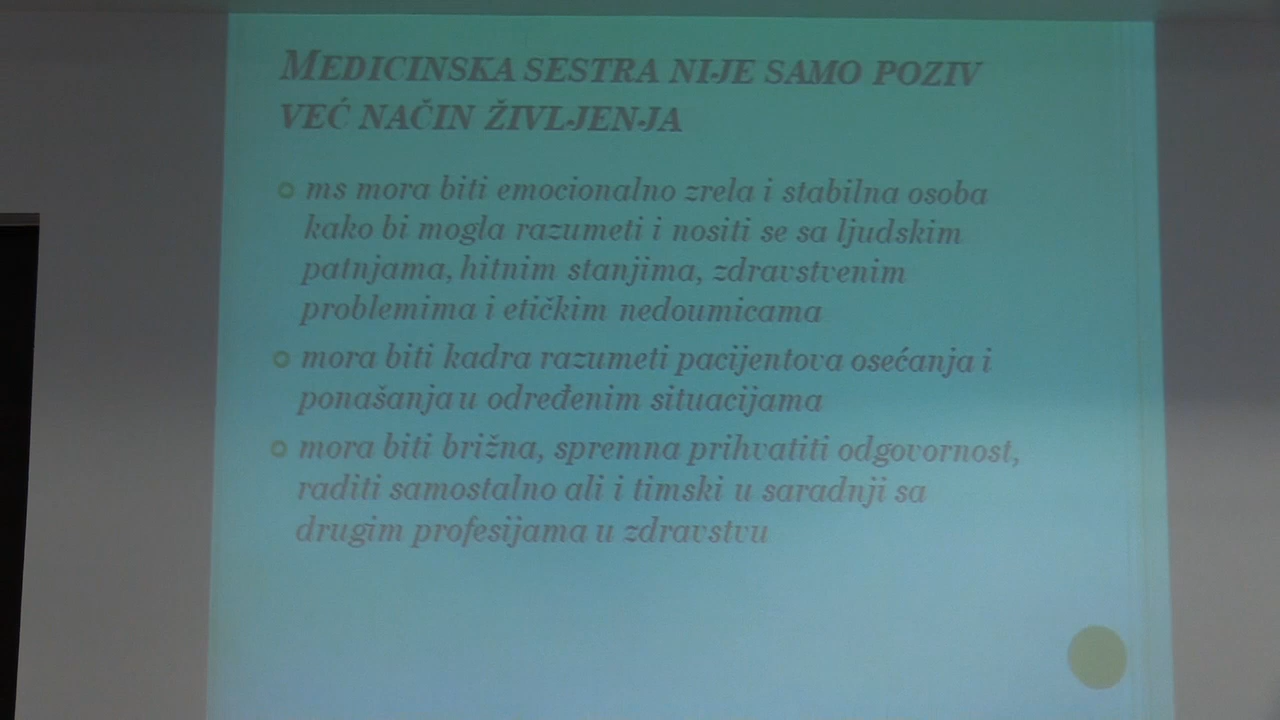 MEDICINSKA SESTRA NIJE SAMO POZIV
VEĆ NAČIN ŽIVLJENJA
ms mora biti emocionalno zrela i stabilna osoba
kako bi mogla razumeti i nositi se sa ljudskim
patnjama, hitnim stanjima, zdravstvenim
problemima i etičkim nedoumicama
mora biti kadra razumeti pacijentova osećanja i
ponašanja u određenim situacijama
mora biti brižna, spremna prihvatiti odgovornost,
raditi samostalno ali i timski u saradnji sa
drugim profesijama u zdravstvu